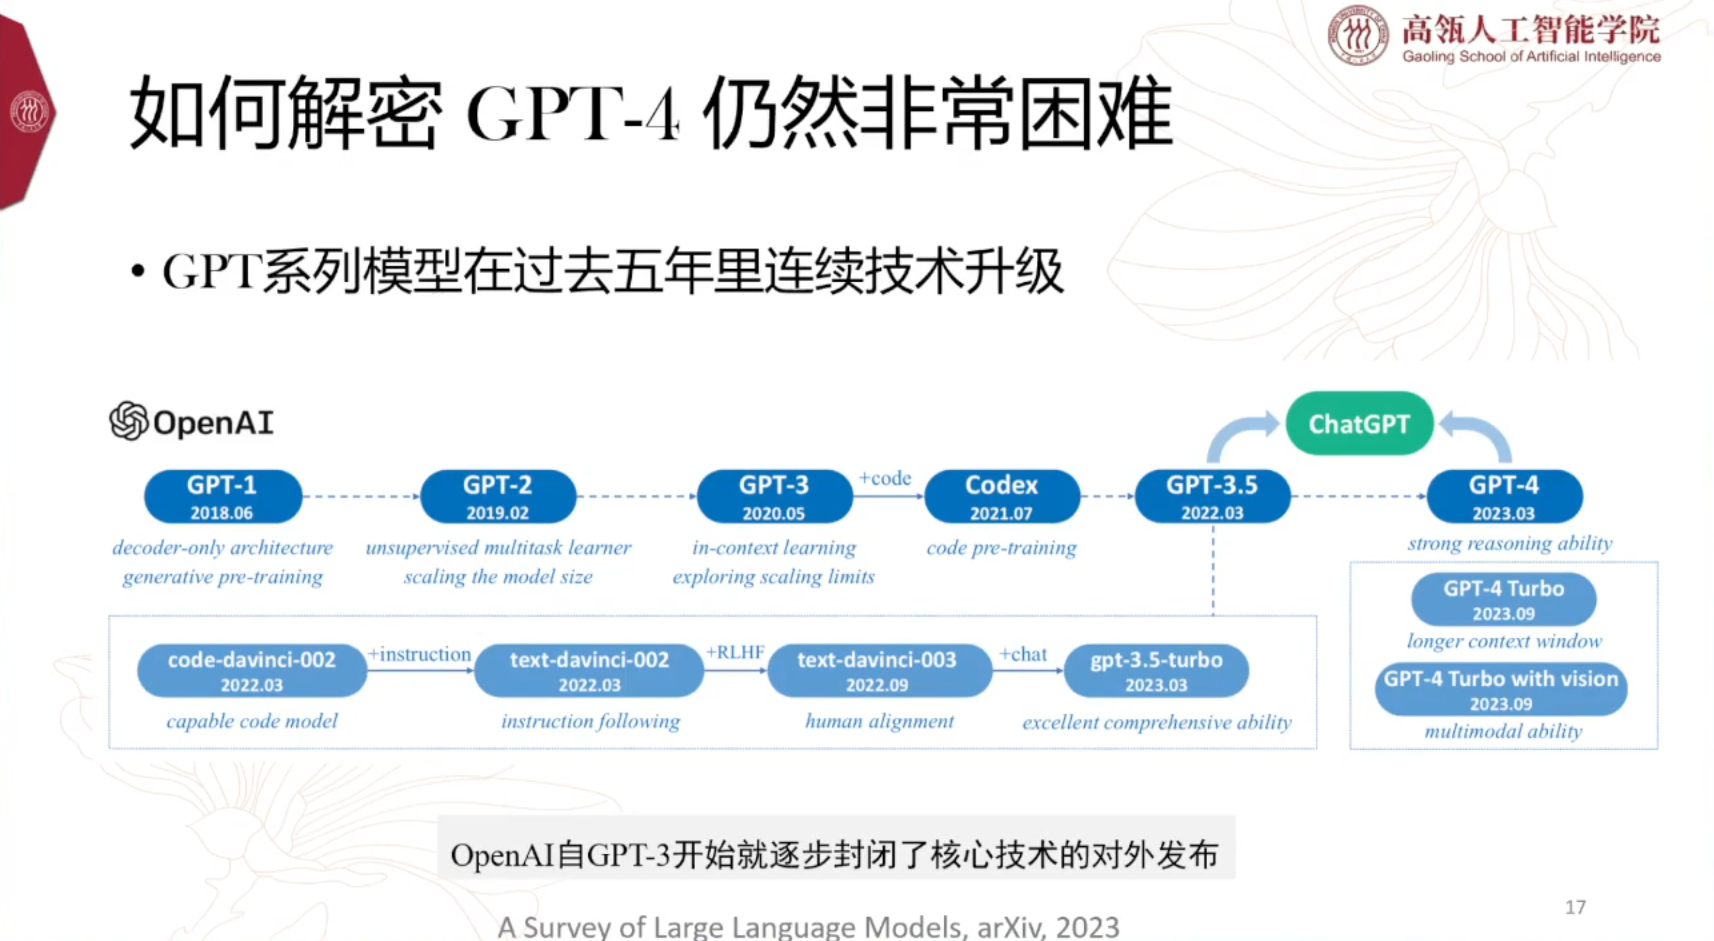 高瓴人工智能学院
Gaoling School of Artificial Intelligence
如何解密 GPT-4 仍然非常困难
• GPT系列模型在过去五年里连续技术升级
OpenAI
ChatGPT
GPT-1
2018.06
decoder-only architecture
generative pre-training
GPT-2
2019.02
unsupervised multitask learner
scaling the model size
GPT-3
2020.05
in-context learning
exploring scaling limits
+code
Codex
2021.07
code pre-training
GPT-3.5
2022.03
GPT-4
2023.03
strong reasoning ability
GPT-4 Turbo
2023.09
longer context window
GPT-4 Turbo with vision
2023.09
multimodal ability
code-davinci-002
2022.03
capable code model
+instruction
text-davinci-002
2022.03
instruction following
+RLHF
text-davinci-003
2022.09
human alignment
+chat
gpt-3.5-turbo
2023.03
excellent comprehensive ability
OpenAI自GPT-3开始就逐步封闭了核心技术的对外发布
A Survey of Large Language Models, arXiv, 2023
17